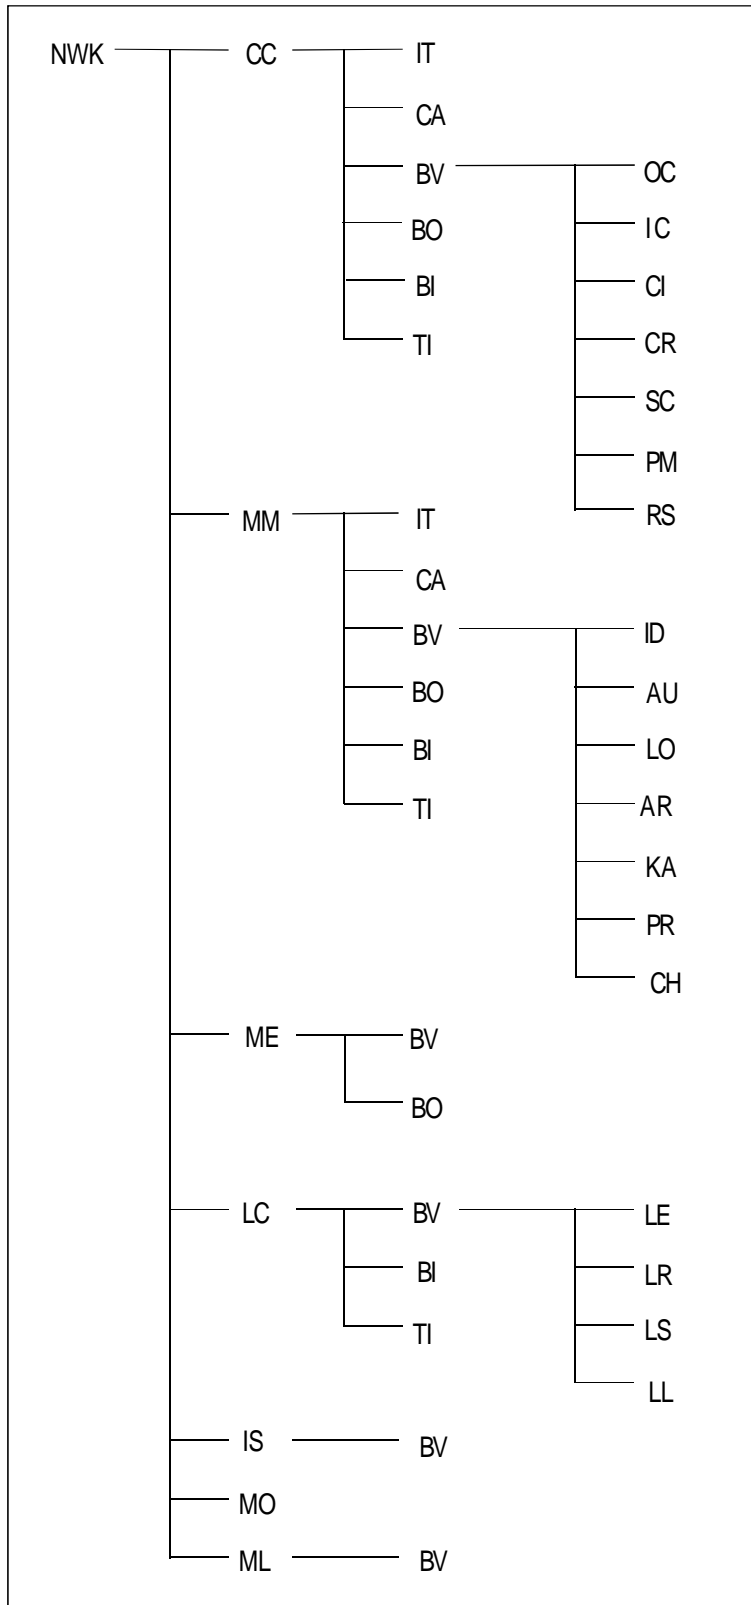 NWK CC IT
CA
BV OC
BO IC
BI CI
TI CR
SC
PM
MM IT RS
CA
BV ID
BO AU
BI LO
TI AR
KA
PR
CH
ME BV
BO
LC BV LE
BI LR
TI LS
LL
IS BV
MO
ML BV